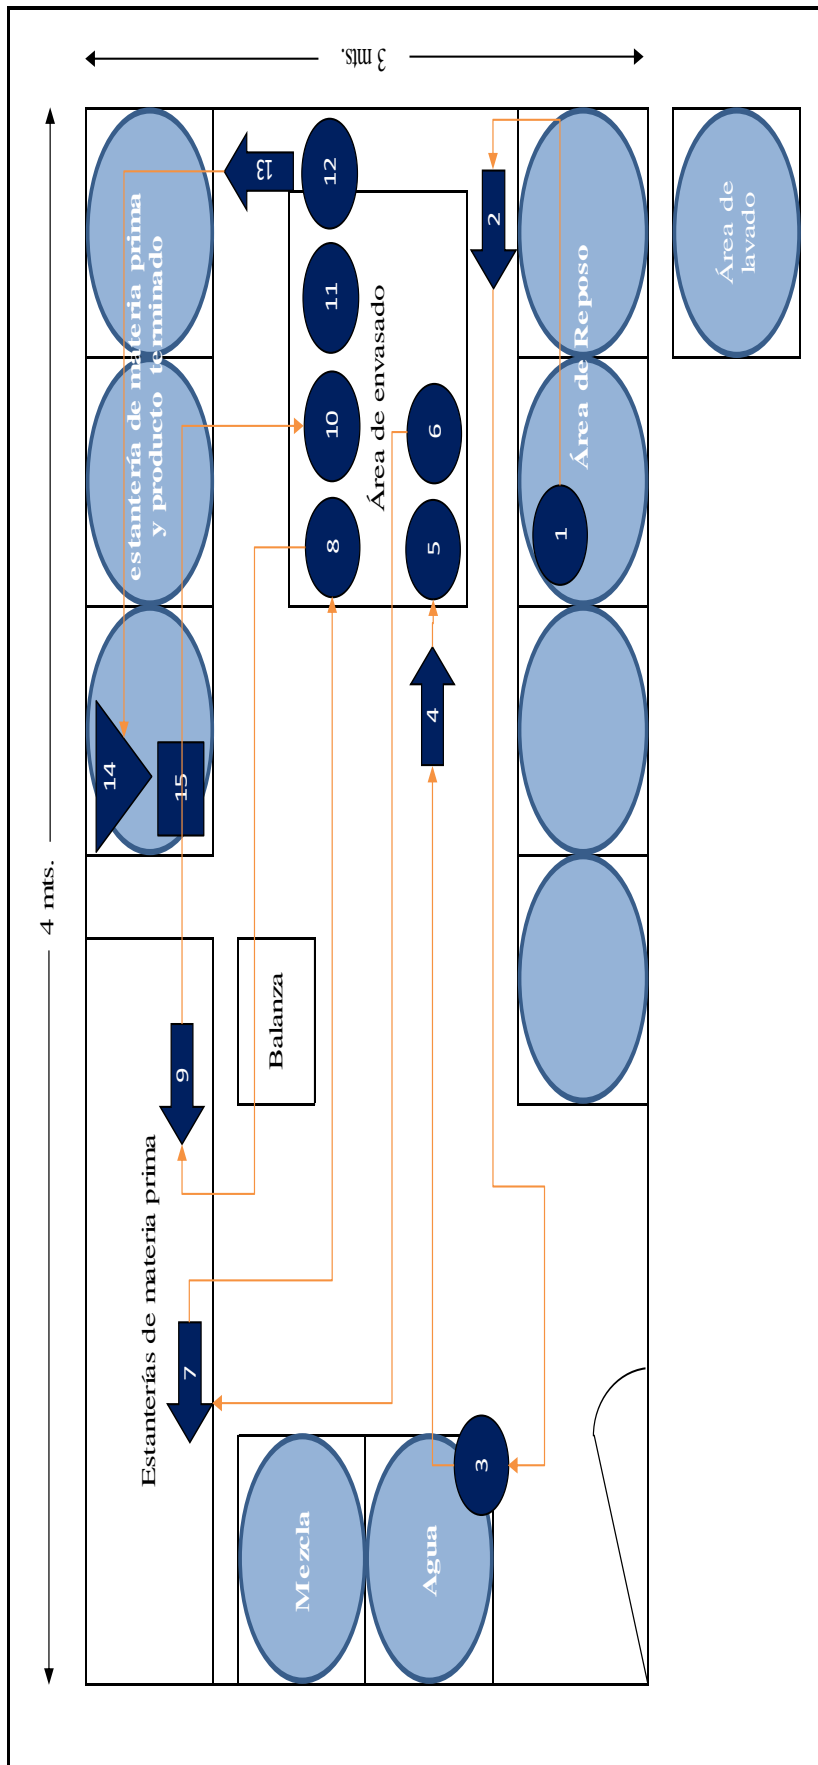 3 mts.
4 mts.
estantería de materia prima
y producto terminado
13
12
11
10
8
Área de envasado
6
5
2
Área de Reposo
1
Área de
lavado
14
15
4
9
Balanza
Estanterías de materia prima
7
3
Mezcla
Agua